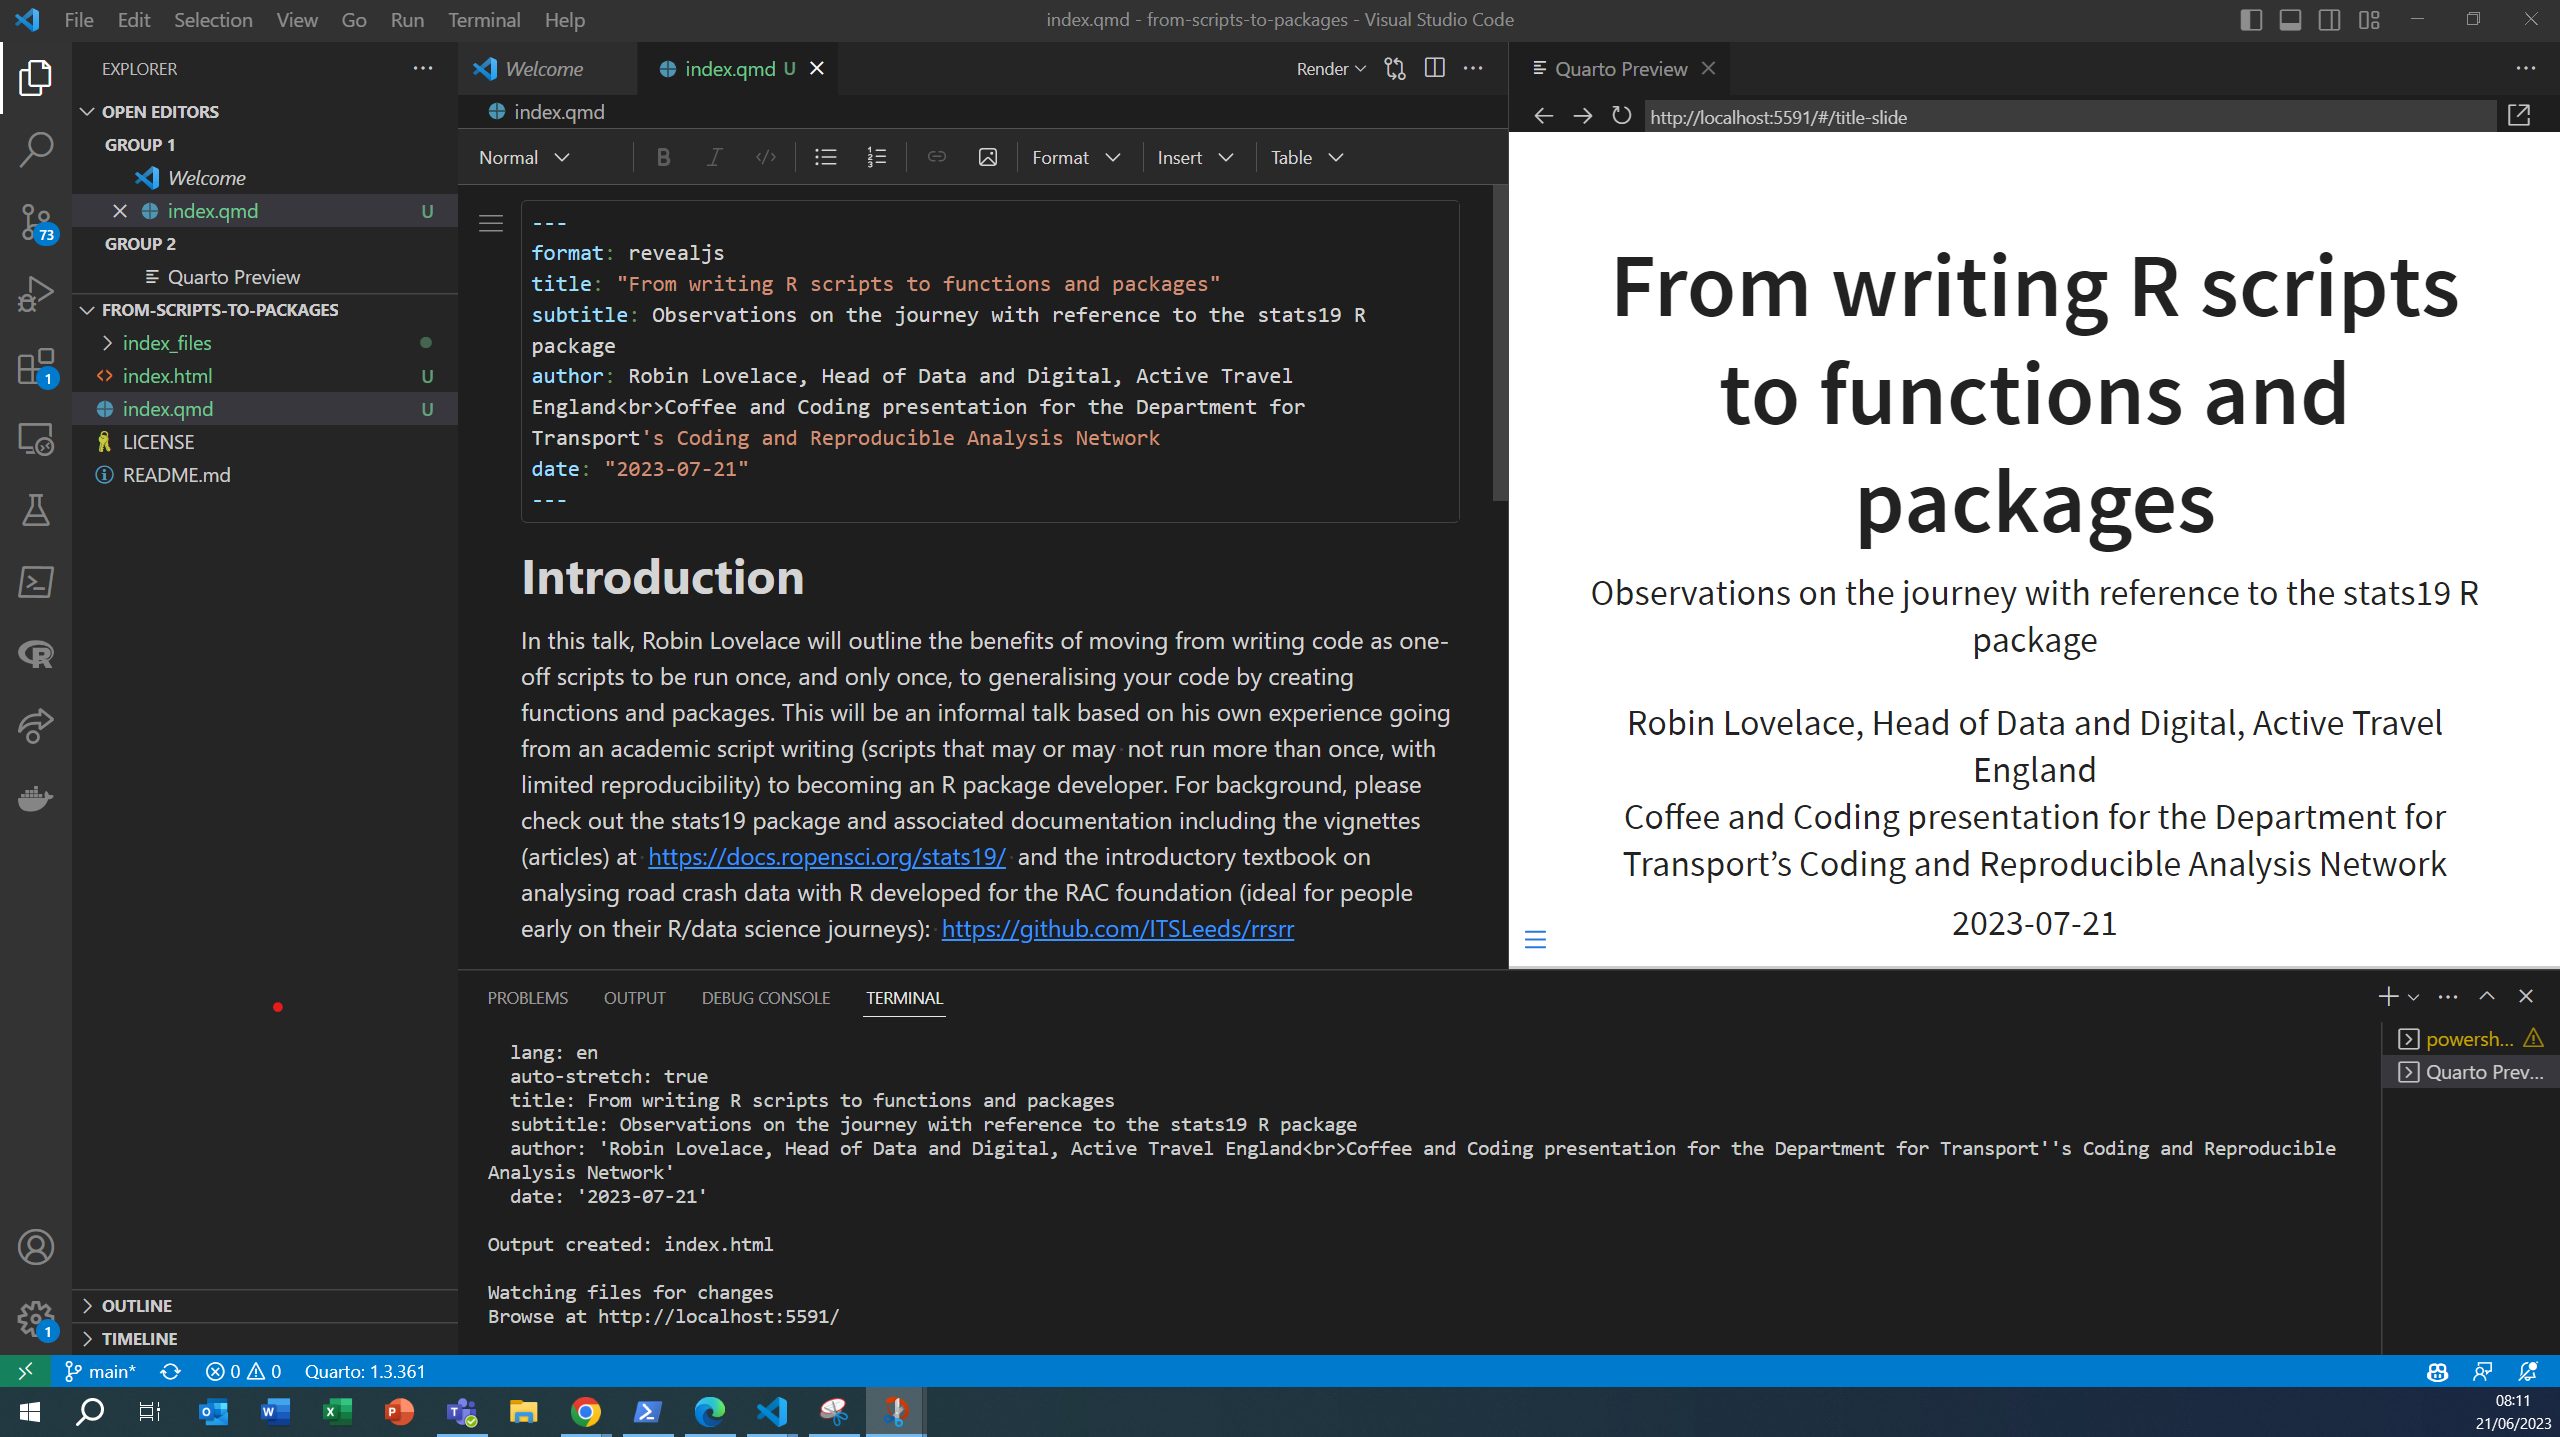 File Edit Selection View Go Run Terminal Help
index.qmd - from-scripts-to-packages - Visual Studio Code
EXPLORER
OPEN EDITORS
GROUP 1
Welcome
index.qmd U
GROUP 2
Quarto Preview
FROM-SCRIPTS-TO-PACKAGES
index_files
index.html U
index.qmd U
LICENSE
README.md
OUTLINE
TIMELINE
73
1
1
Welcome
index.qmd U
Render
index.qmd
Normal B I </> Format Insert Table
---
format: revealjs
title: "From writing R scripts to functions and packages"
subtitle: Observations on the journey with reference to the stats19 R
package
author: Robin Lovelace, Head of Data and Digital, Active Travel
England<br>Coffee and Coding presentation for the Department for
Transport's Coding and Reproducible Analysis Network
date: "2023-07-21"
---
Introduction
In this talk, Robin Lovelace will outline the benefits of moving from writing code as one-
off scripts to be run once, and only once, to generalising your code by creating
functions and packages. This will be an informal talk based on his own experience going
from an academic script writing (scripts that may or may not run more than once, with
limited reproducibility) to becoming an R package developer. For background, please
check out the stats19 package and associated documentation including the vignettes
(articles) at https://docs.ropensci.org/stats19/ and the introductory textbook on
analysing road crash data with R developed for the RAC foundation (ideal for people
early on their R/data science journeys): https://github.com/ITSLeeds/rrsrr
Quarto Preview
http://localhost:5591/#/title-slide
From writing R scripts
to functions and
packages
Observations on the journey with reference to the stats19 R
package
Robin Lovelace, Head of Data and Digital, Active Travel
England
Coffee and Coding presentation for the Department for
Transport’s Coding and Reproducible Analysis Network
2023-07-21
PROBLEMS OUTPUT DEBUG CONSOLE TERMINAL
lang: en
auto-stretch: true
title: From writing R scripts to functions and packages
subtitle: Observations on the journey with reference to the stats19 R package
author: 'Robin Lovelace, Head of Data and Digital, Active Travel England<br>Coffee and Coding presentation for the Department for Transport''s Coding and Reproducible
Analysis Network'
date: '2023-07-21'
Output created: index.html
Watching files for changes
Browse at http://localhost:5591/
powersh...
Quarto Prev...
main* 0 0 Quarto: 1.3.361
08:11
21/06/2023